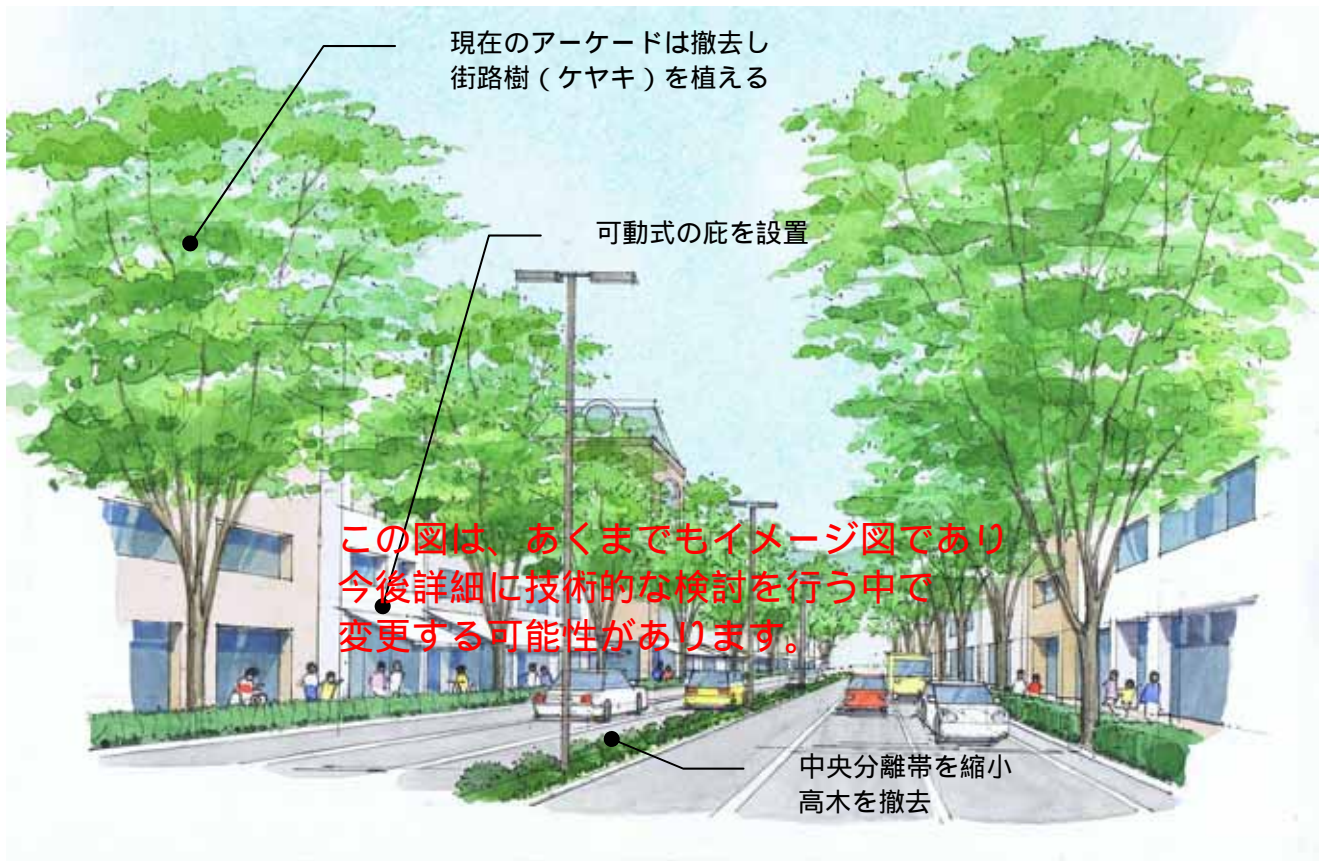 現在のアーケードは撤去し
街路樹（ケヤキ）を植える
可動式の庇を設置
この図は、あくまでもイメージ図であり
今後詳細に技術的な検討を行う中で
変更する可能性があります。
中央分離帯を縮小
高木を撤去